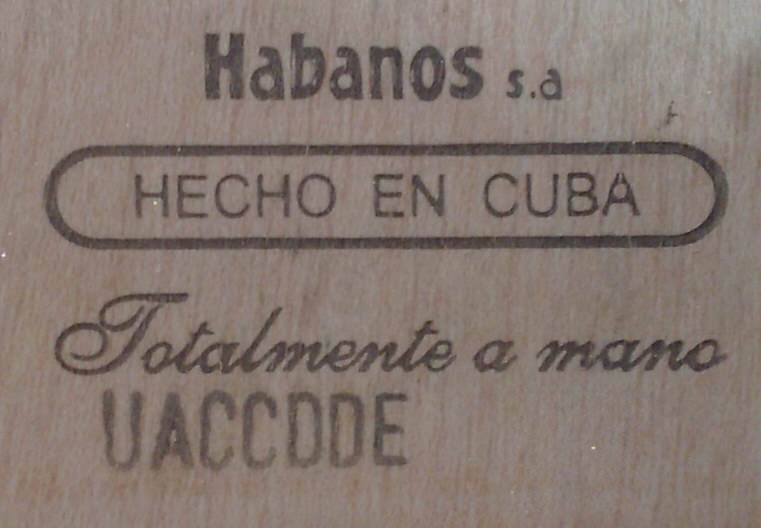 Habanos s.a
HECHO EN CUBA
Totalmente a mano
UACCDDE